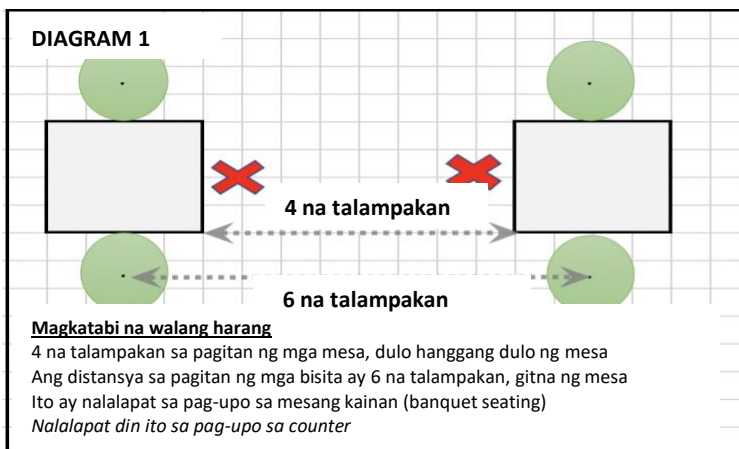 DIAGRAM 1
4 na talampakan
6 na talampakan
Magkatabi na walang harang
4 na talampakan sa pagitan ng mga mesa, dulo hanggang dulo ng mesa
Ang distansya sa pagitan ng mga bisita ay 6 na talampakan, gitna ng mesa
Ito ay nalalapat sa pag-upo sa mesang kainan (banquet seating)
Nalalapat din ito sa pag-upo sa counter